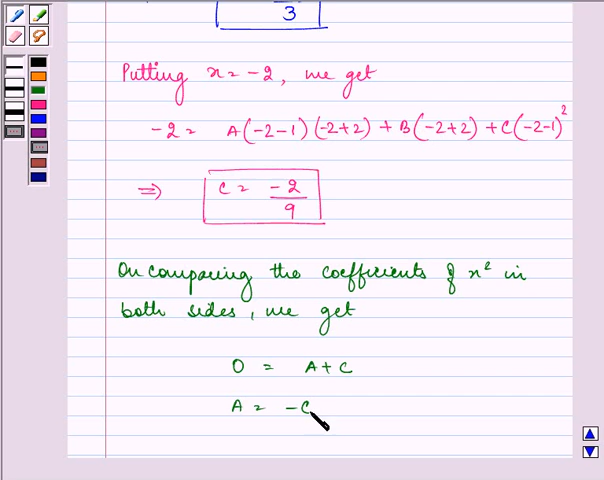 3
Putting x = -2, we get
-2 = A(-2-1)(-2+2) + B(-2+2) + C(-2-1)²
⇒ C = -2/9
On comparing the coefficients of x² in
both sides, we get
0 = A + C
A = -C